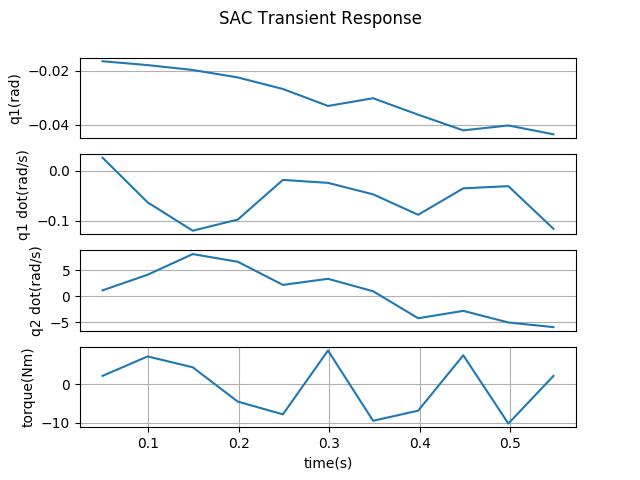 SAC Transient Response
q1(rad)
−0.02
−0.04
q1 dot(rad/s)
0.0
−0.1
q2 dot(rad/s)
5
0
−5
torque(Nm)
0
−10
0.1 0.2 0.3 0.4 0.5
time(s)